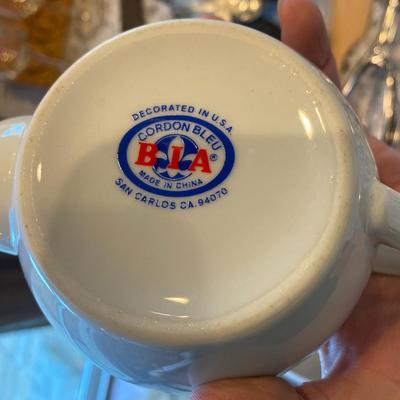 DECORATED IN U.S.A.
CORDON BLEU
BIA®
MADE IN CHINA
SAN CARLOS CA. 94070